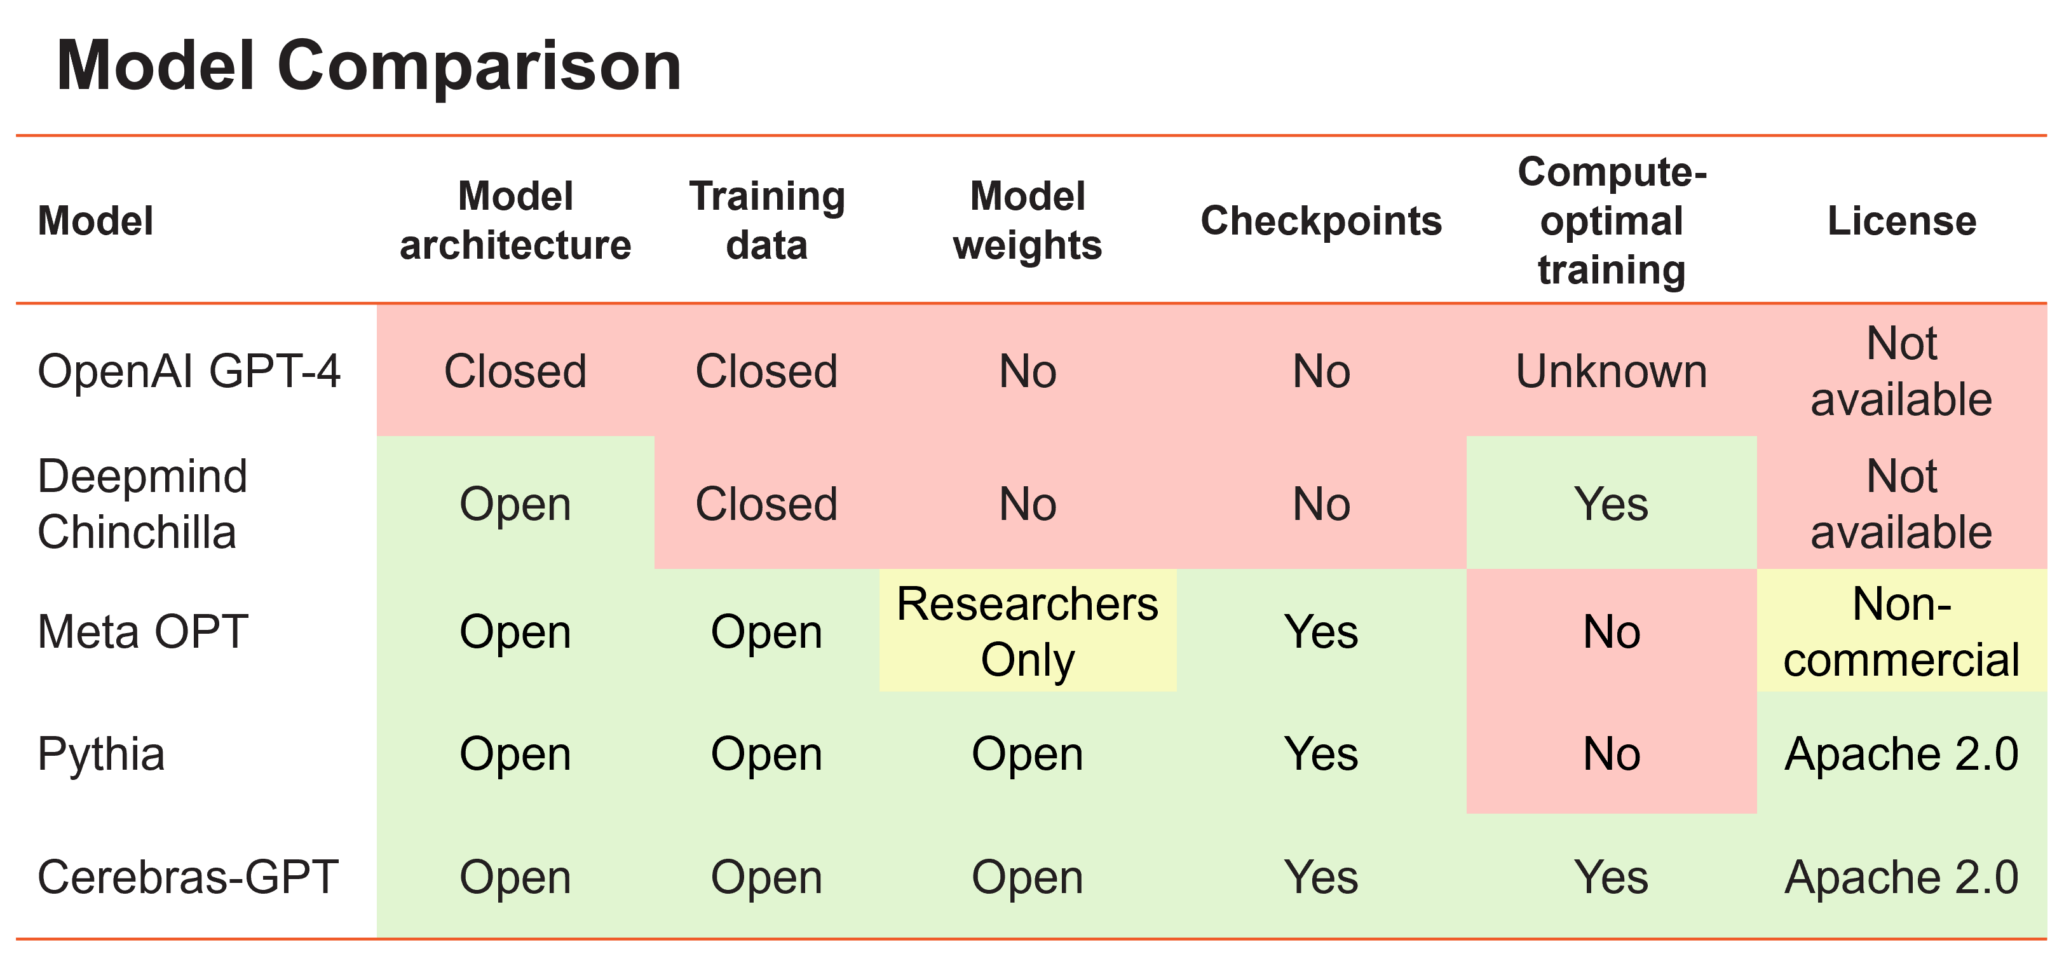 Model Comparison
Model
Model
architecture
Training
data
Model
weights
Checkpoints
Compute-
optimal
training
License
OpenAI GPT-4
Closed
Closed
No
No
Unknown
Not
available
Deepmind
Chinchilla
Open
Closed
No
No
Yes
Not
available
Meta OPT
Open
Open
Researchers
Only
Yes
No
Non-
commercial
Pythia
Open
Open
Open
Yes
No
Apache 2.0
Cerebras-GPT
Open
Open
Open
Yes
Yes
Apache 2.0